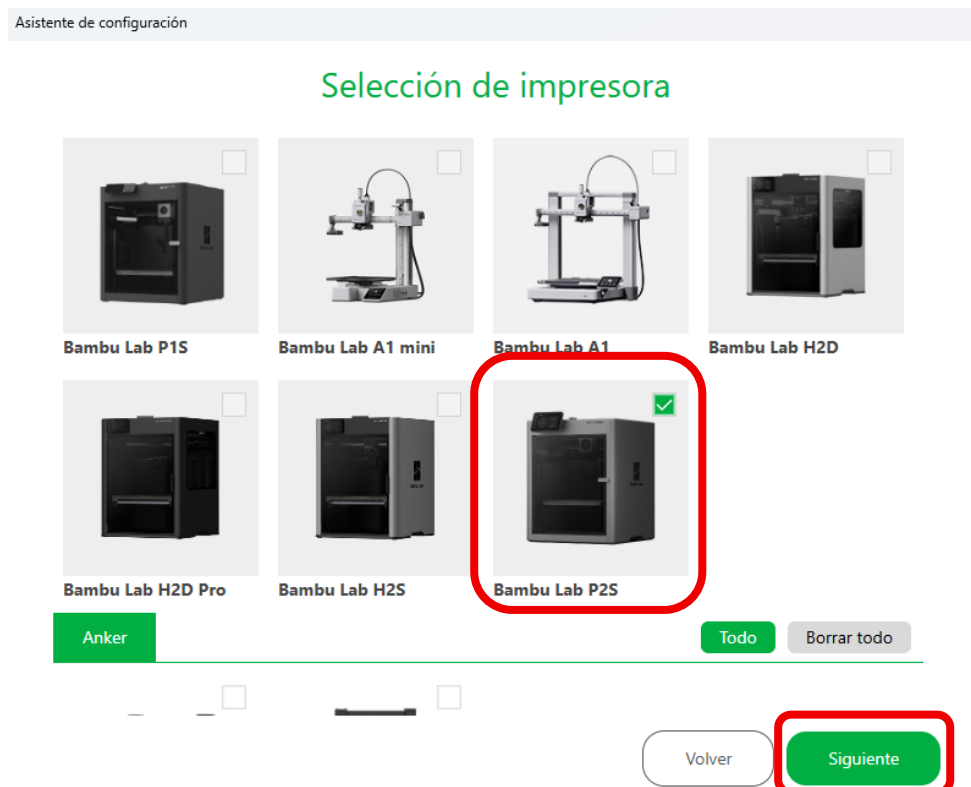 Asistente de configuración
Selección de impresora
Bambu Lab P1S
Bambu Lab A1 mini
Bambu Lab A1
Bambu Lab H2D
Bambu Lab H2D Pro
Bambu Lab H2S
Bambu Lab P2S
Anker
Todo
Borrar todo
Volver
Siguiente